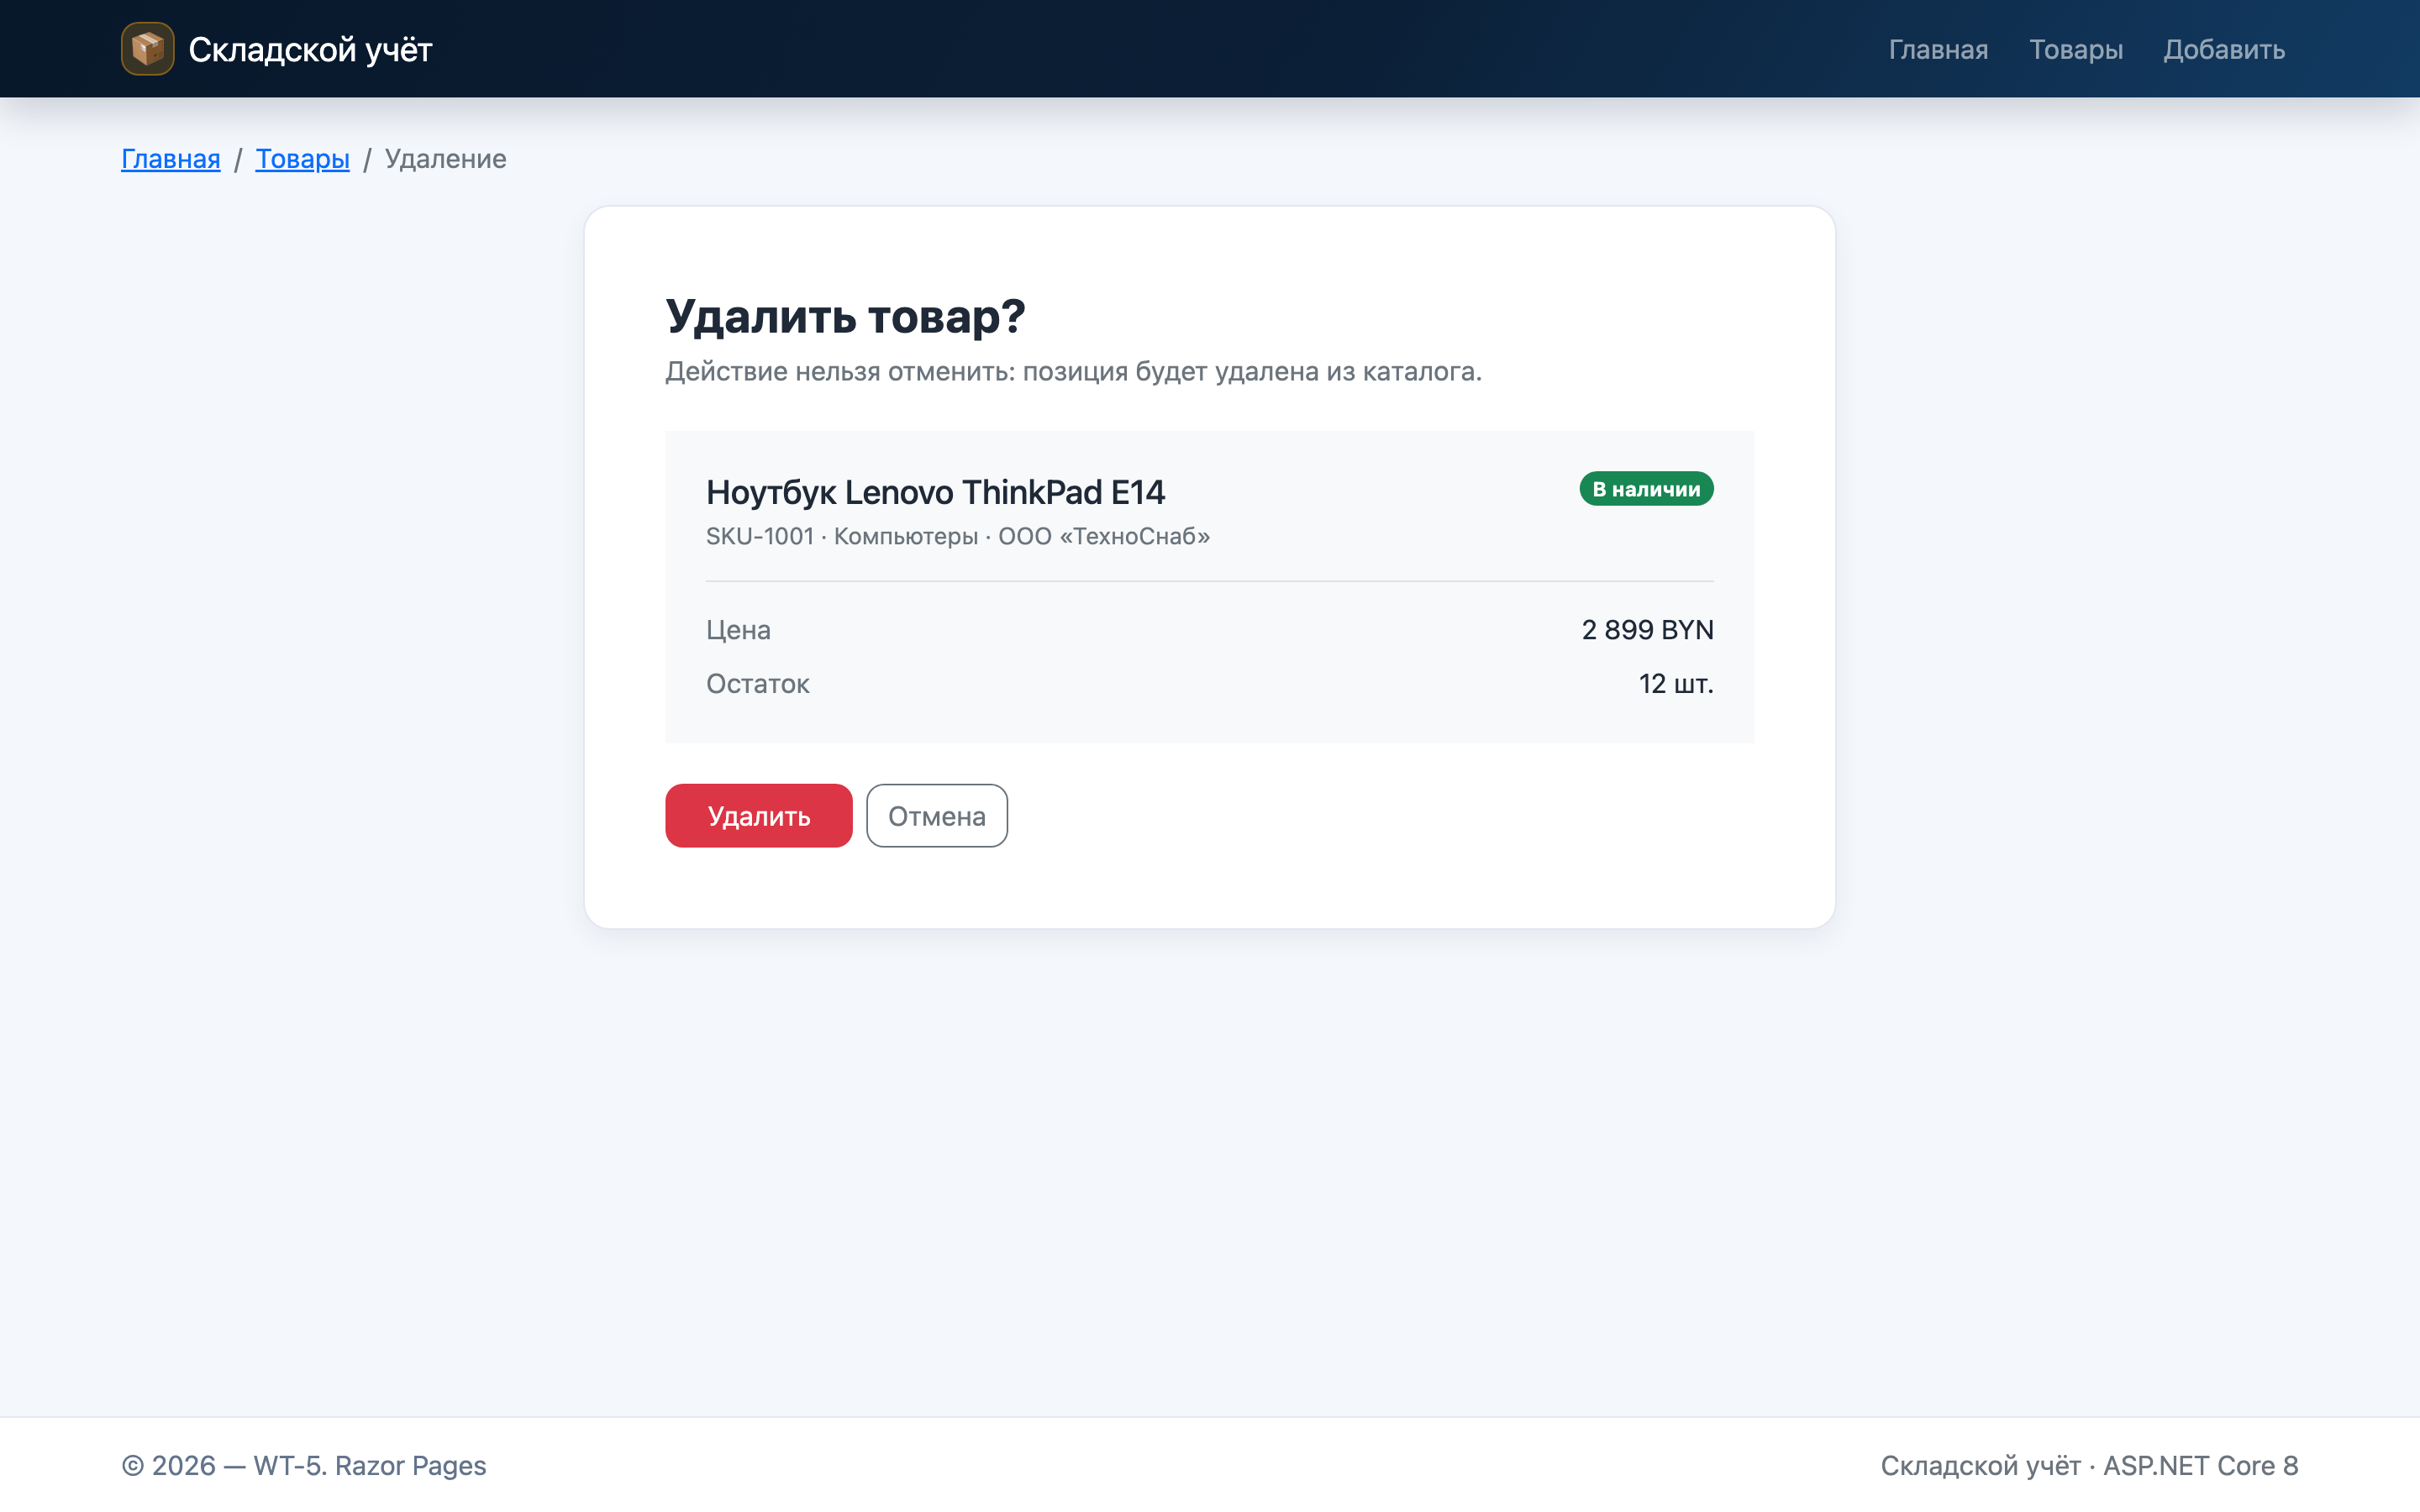 Складской учёт
Главная Товары Добавить
Главная / Товары / Удаление
Удалить товар?
Действие нельзя отменить: позиция будет удалена из каталога.
Ноутбук Lenovo ThinkPad E14 В наличии
SKU-1001 · Компьютеры · ООО «ТехноСнаб»
Цена 2 899 BYN
Остаток 12 шт.
Удалить Отмена
© 2026 — WT-5. Razor Pages Складской учёт · ASP.NET Core 8